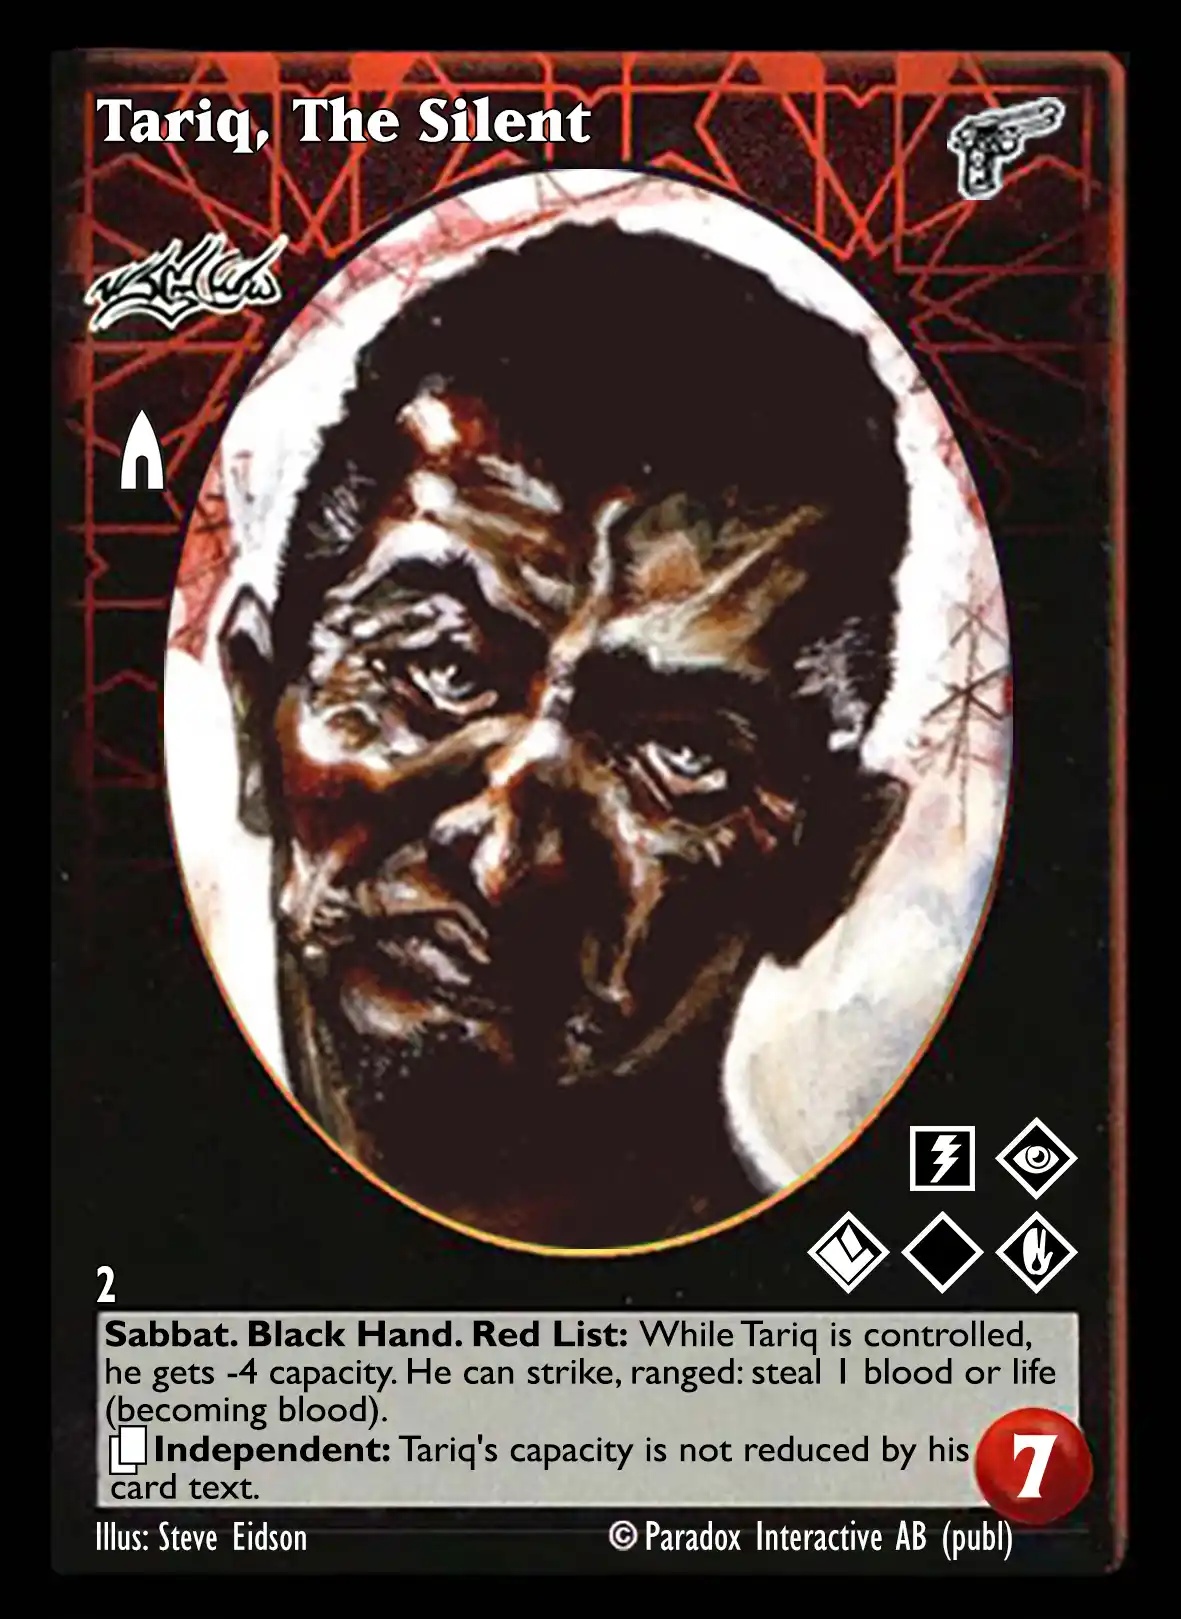 Tariq, The Silent
2
Sabbat. Black Hand. Red List: While Tariq is controlled,
he gets -4 capacity. He can strike, ranged: steal 1 blood or life
(becoming blood).
Independent: Tariq's capacity is not reduced by his
card text.
7
Illus: Steve Eidson
© Paradox Interactive AB (publ)